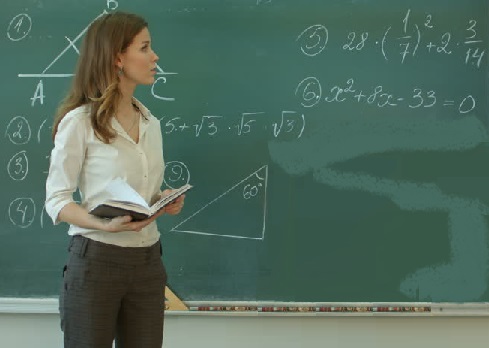 1.
B
A
C
5. 28 · (1/7)² + 2 · 3/14
6. x² + 8x - 33 = 0
2 (
5 + √3 · √5 · √3)
3
?
60°
4 (